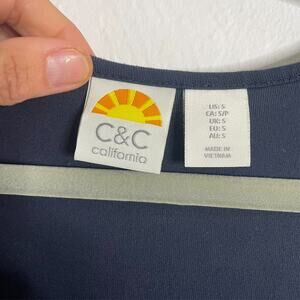 C&C
california
US: S
CA: S/P
UK: S
EU: S
AU: S
MADE IN
VIETNAM